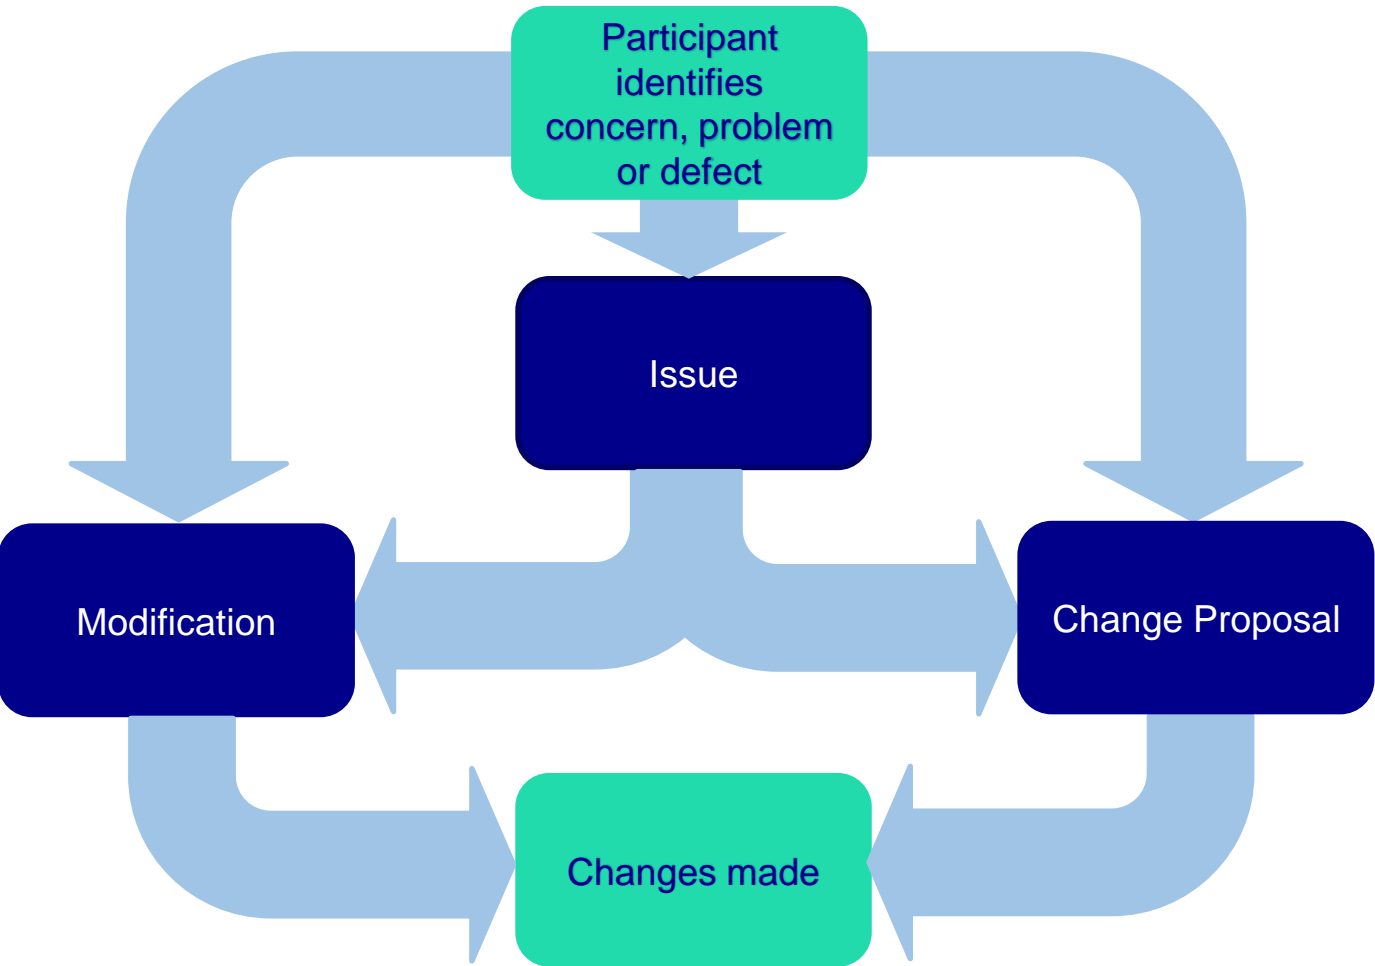 Participant
identifies
concern, problem
or defect
Issue
Modification
Change Proposal
Changes made